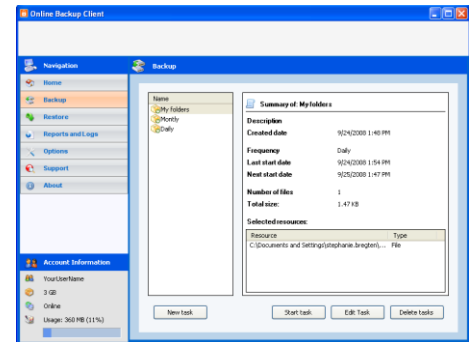 Online Backup Client
Navigation
Backup
Home
Backup
Restore
Reports and Logs
Options
Support
About
Account Information
YourUserName
3 GB
Online
Usage: 360 MB (11%)
Name
My folders
Montly
Daily
Summary of: My folders
Description
Created date 9/24/2008 1:48 PM
Frequency Daily
Last start date 9/24/2008 1:54 PM
Next start date 9/25/2008 1:47 PM
Number of files 1
Total size: 1.47 KB
Selected resources:
Resource Type
C:\Documents and Settings\stephanie.bregten\... File
New task Start task Edit Task Delete tasks